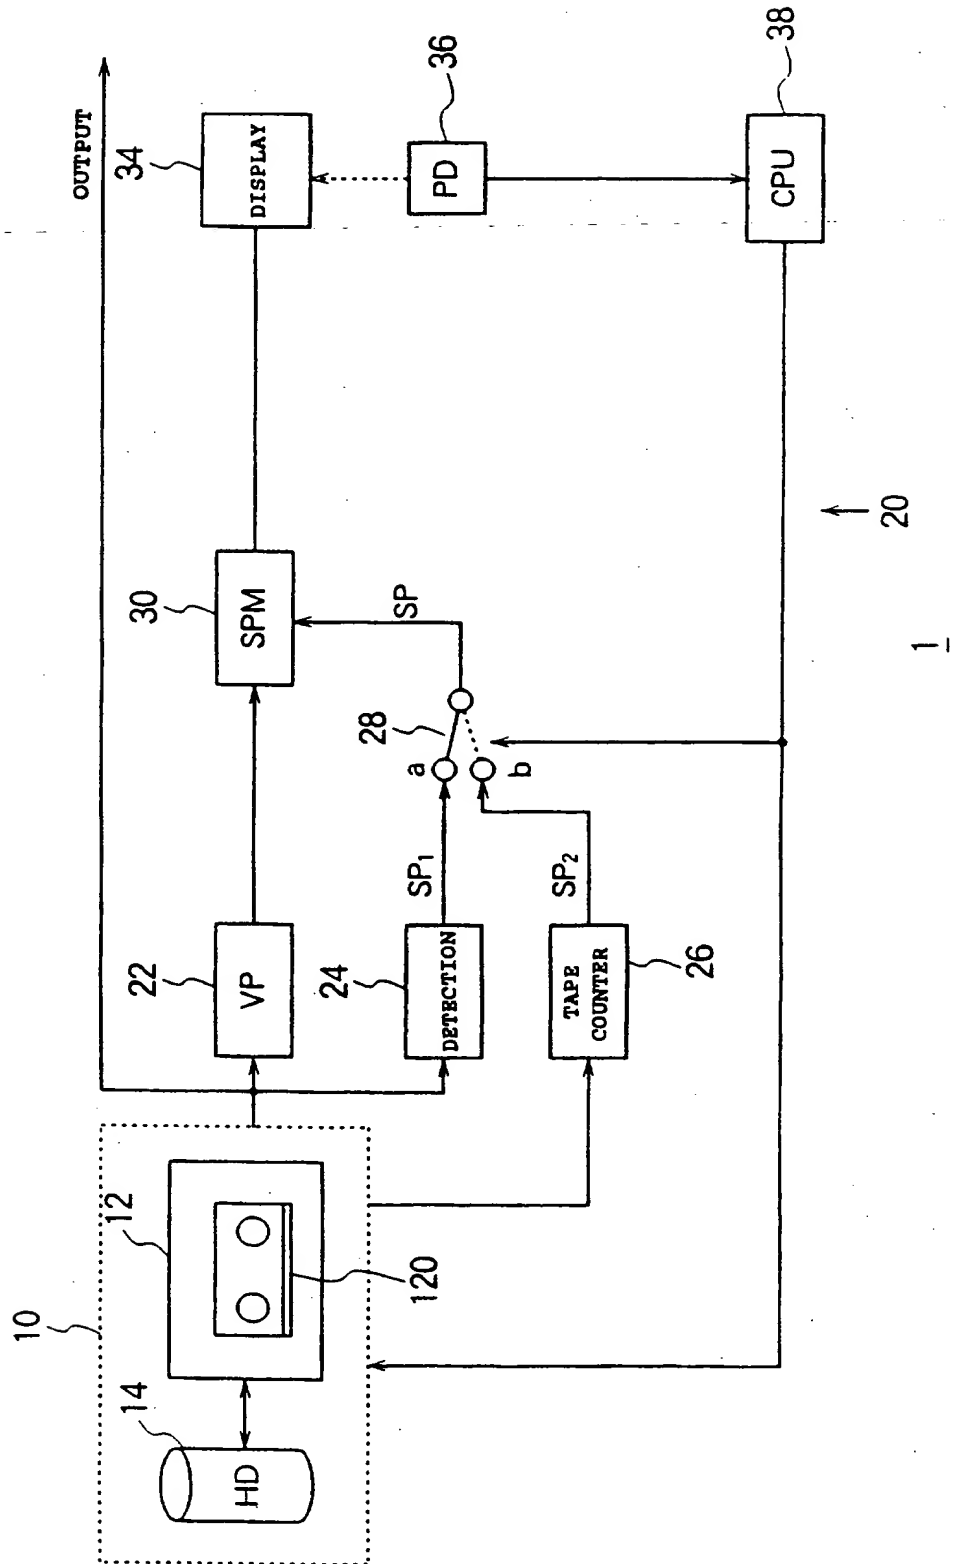 OUTPUT
10
14
HD
12
120
22
VP
30
SPM
34
DISPLAY
24
DETECTION
SP1
a
28
SP
36
PD
TAPE
COUNTER
26
SP2
b
38
CPU
20
1